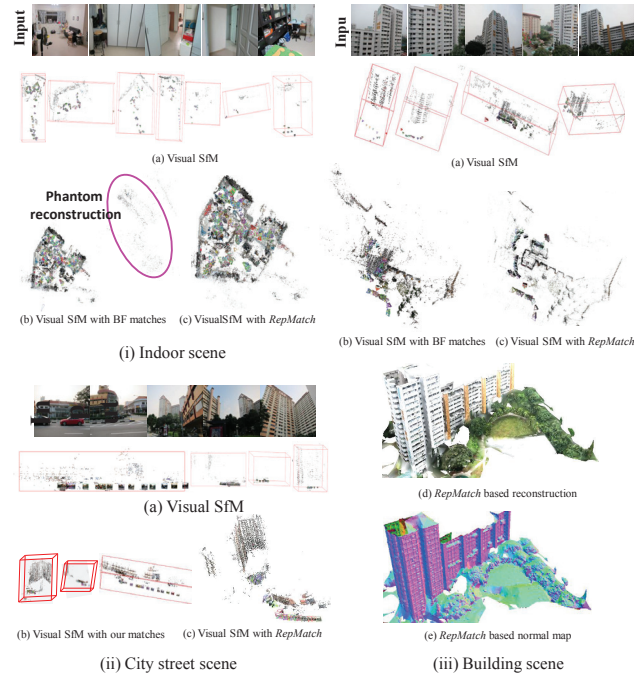 Input
(a) Visual SfM
Phantom
reconstruction
(b) Visual SfM with BF matches
(c) VisualSfM with RepMatch
(i) Indoor scene
(a) Visual SfM
(b) Visual SfM with our matches
(c) Visual SfM with RepMatch
(ii) City street scene
Inpu
(a) Visual SfM
(b) Visual SfM with BF matches
(c) Visual SfM with RepMatch
(d) RepMatch based reconstruction
(e) RepMatch based normal map
(iii) Building scene